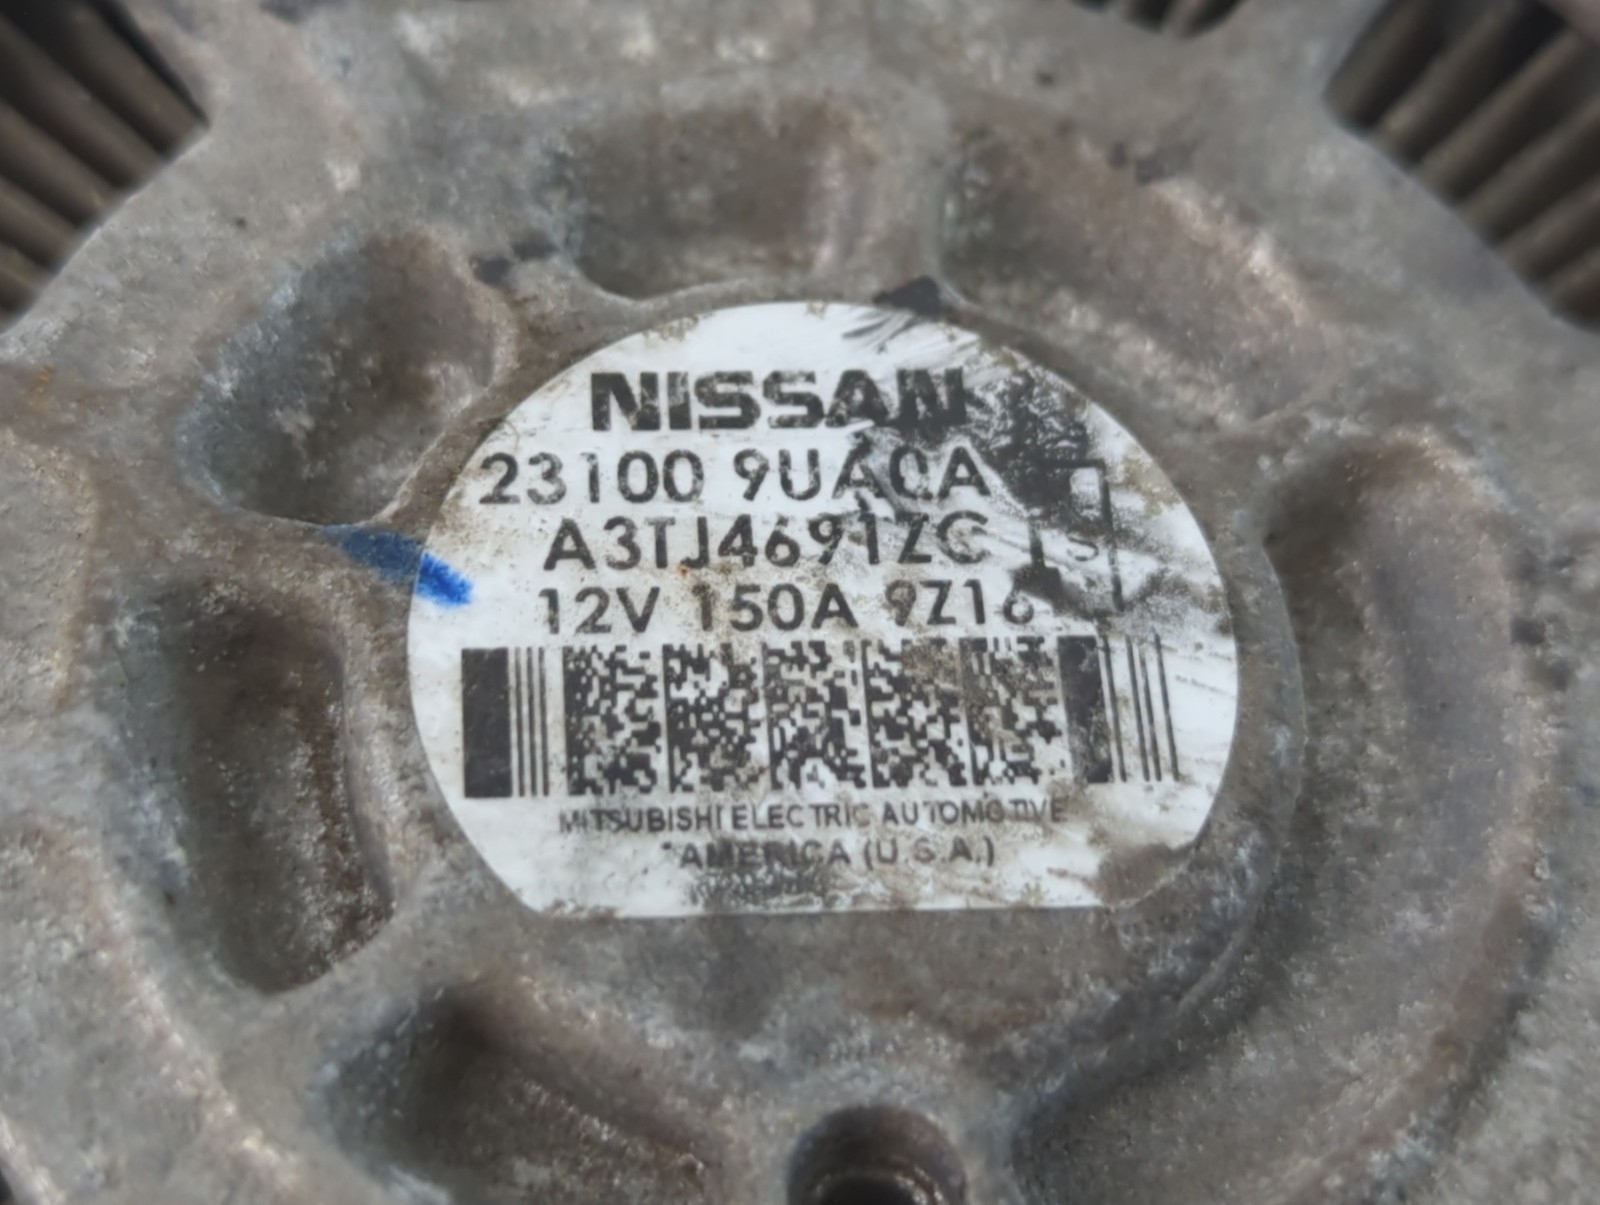 NISSAN
23100 9UA0A
A3TJ4691ZC
12V 150A 9Z16
S
MITSUBISHI ELECTRIC AUTOMOTIVE
AMERICA (U.S.A.)